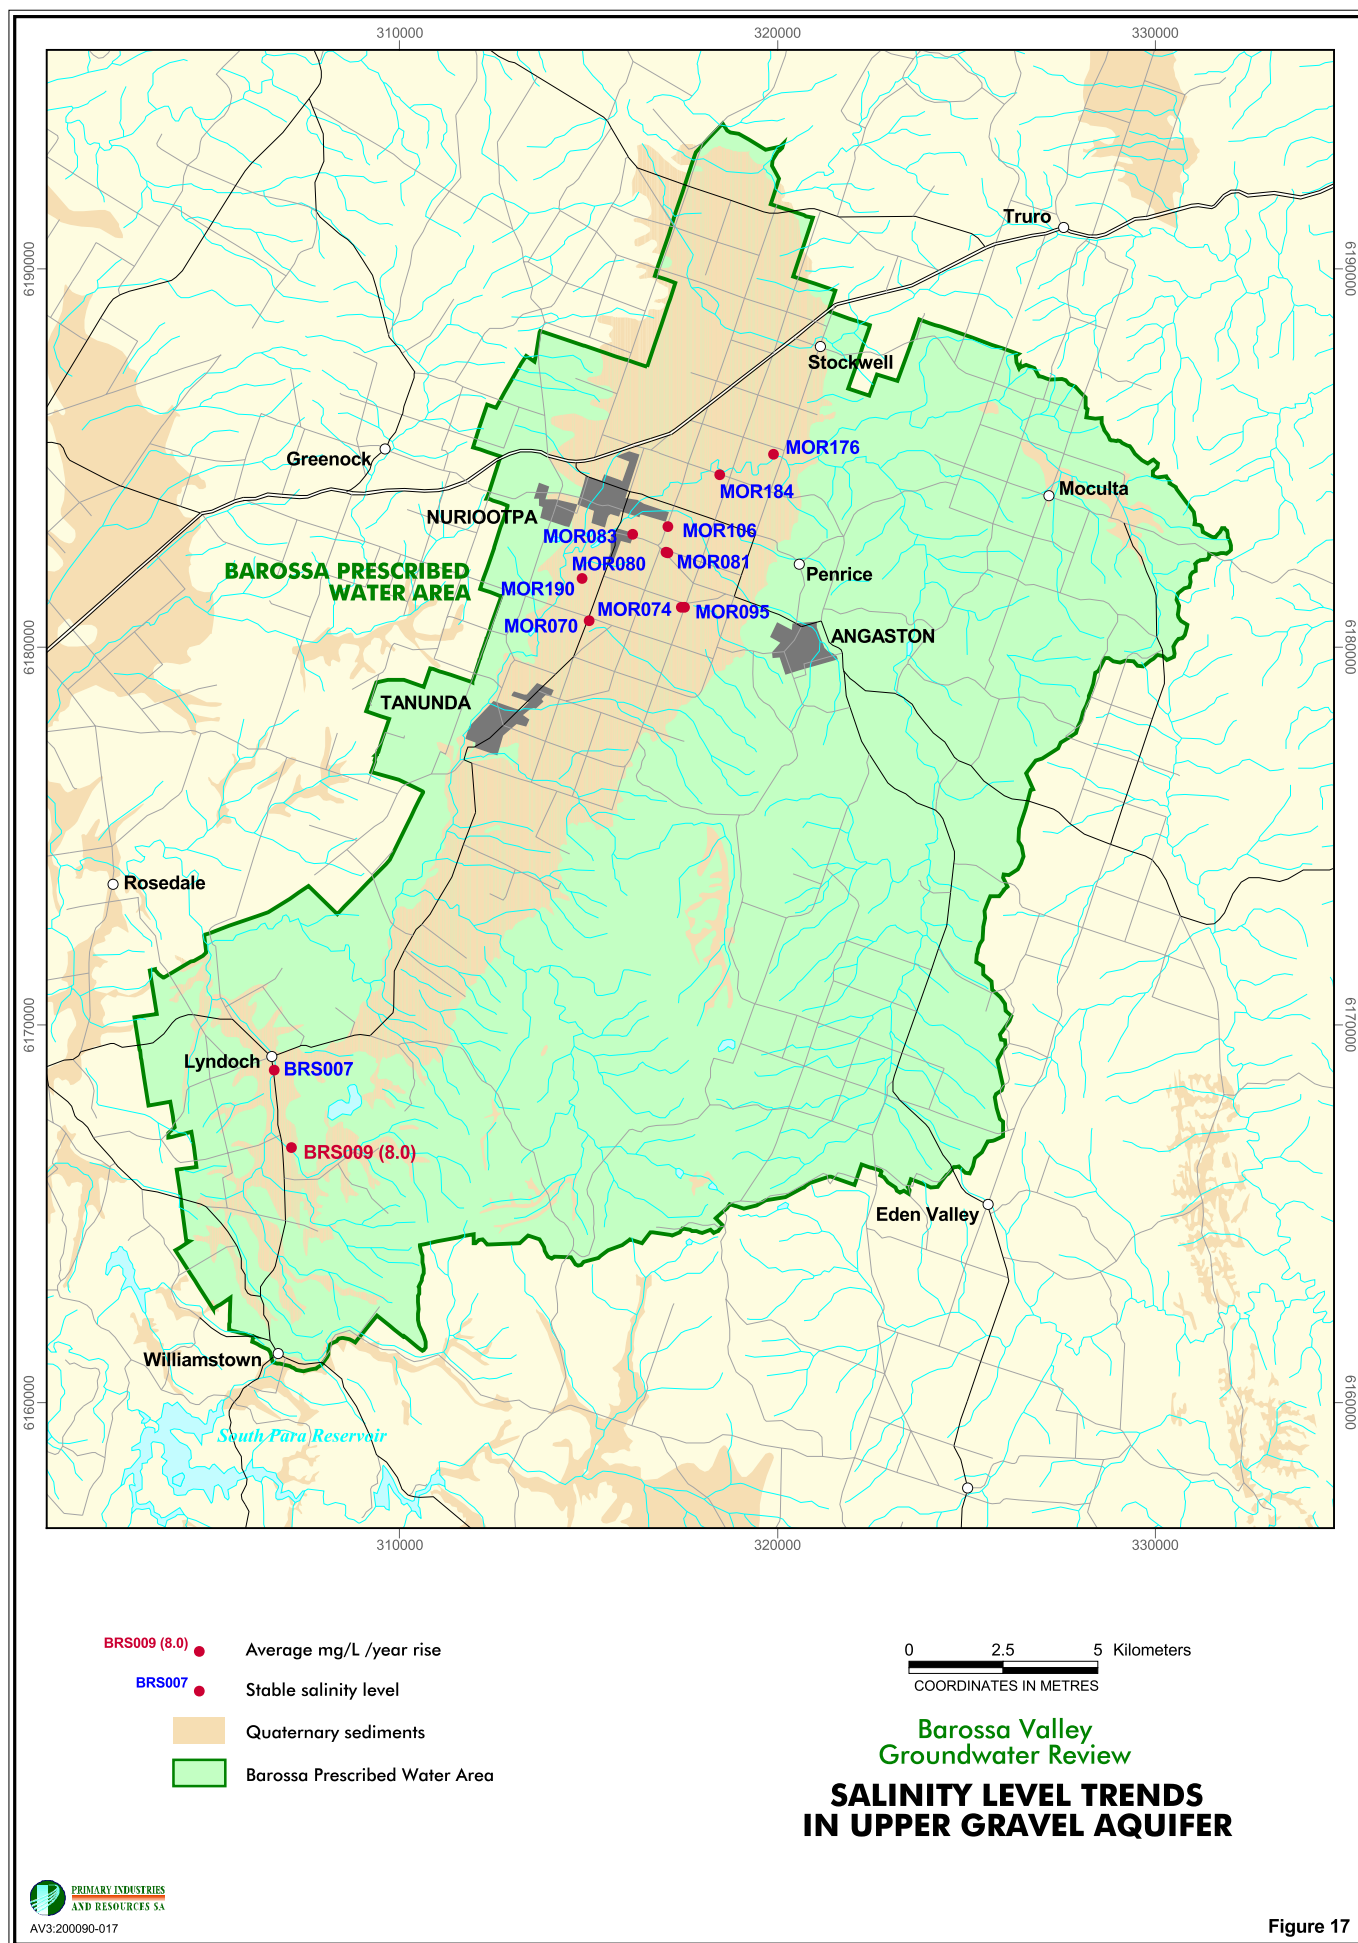 310000
320000
330000
Truro
6190000
6190000
Stockwell
Greenock
MOR176
MOR184
Moculta
NURIOOTPA
MOR083
MOR106
MOR080
MOR081
BAROSSA PRESCRIBED
WATER AREA
Penrice
MOR190
MOR074
MOR095
MOR070
ANGASTON
6180000
6180000
TANUNDA
Rosedale
6170000
6170000
Lyndoch
BRS007
BRS009 (8.0)
Eden Valley
Williamstown
6160000
6160000
South Para Reservoir
310000
320000
330000
BRS009 (8.0)
Average mg/L /year rise
BRS007
Stable salinity level
Quaternary sediments
Barossa Prescribed Water Area
0 2.5 5 Kilometers
COORDINATES IN METRES
Barossa Valley
Groundwater Review
SALINITY LEVEL TRENDS
IN UPPER GRAVEL AQUIFER
PRIMARY INDUSTRIES
AND RESOURCES SA
AV3:200090-017
Figure 17